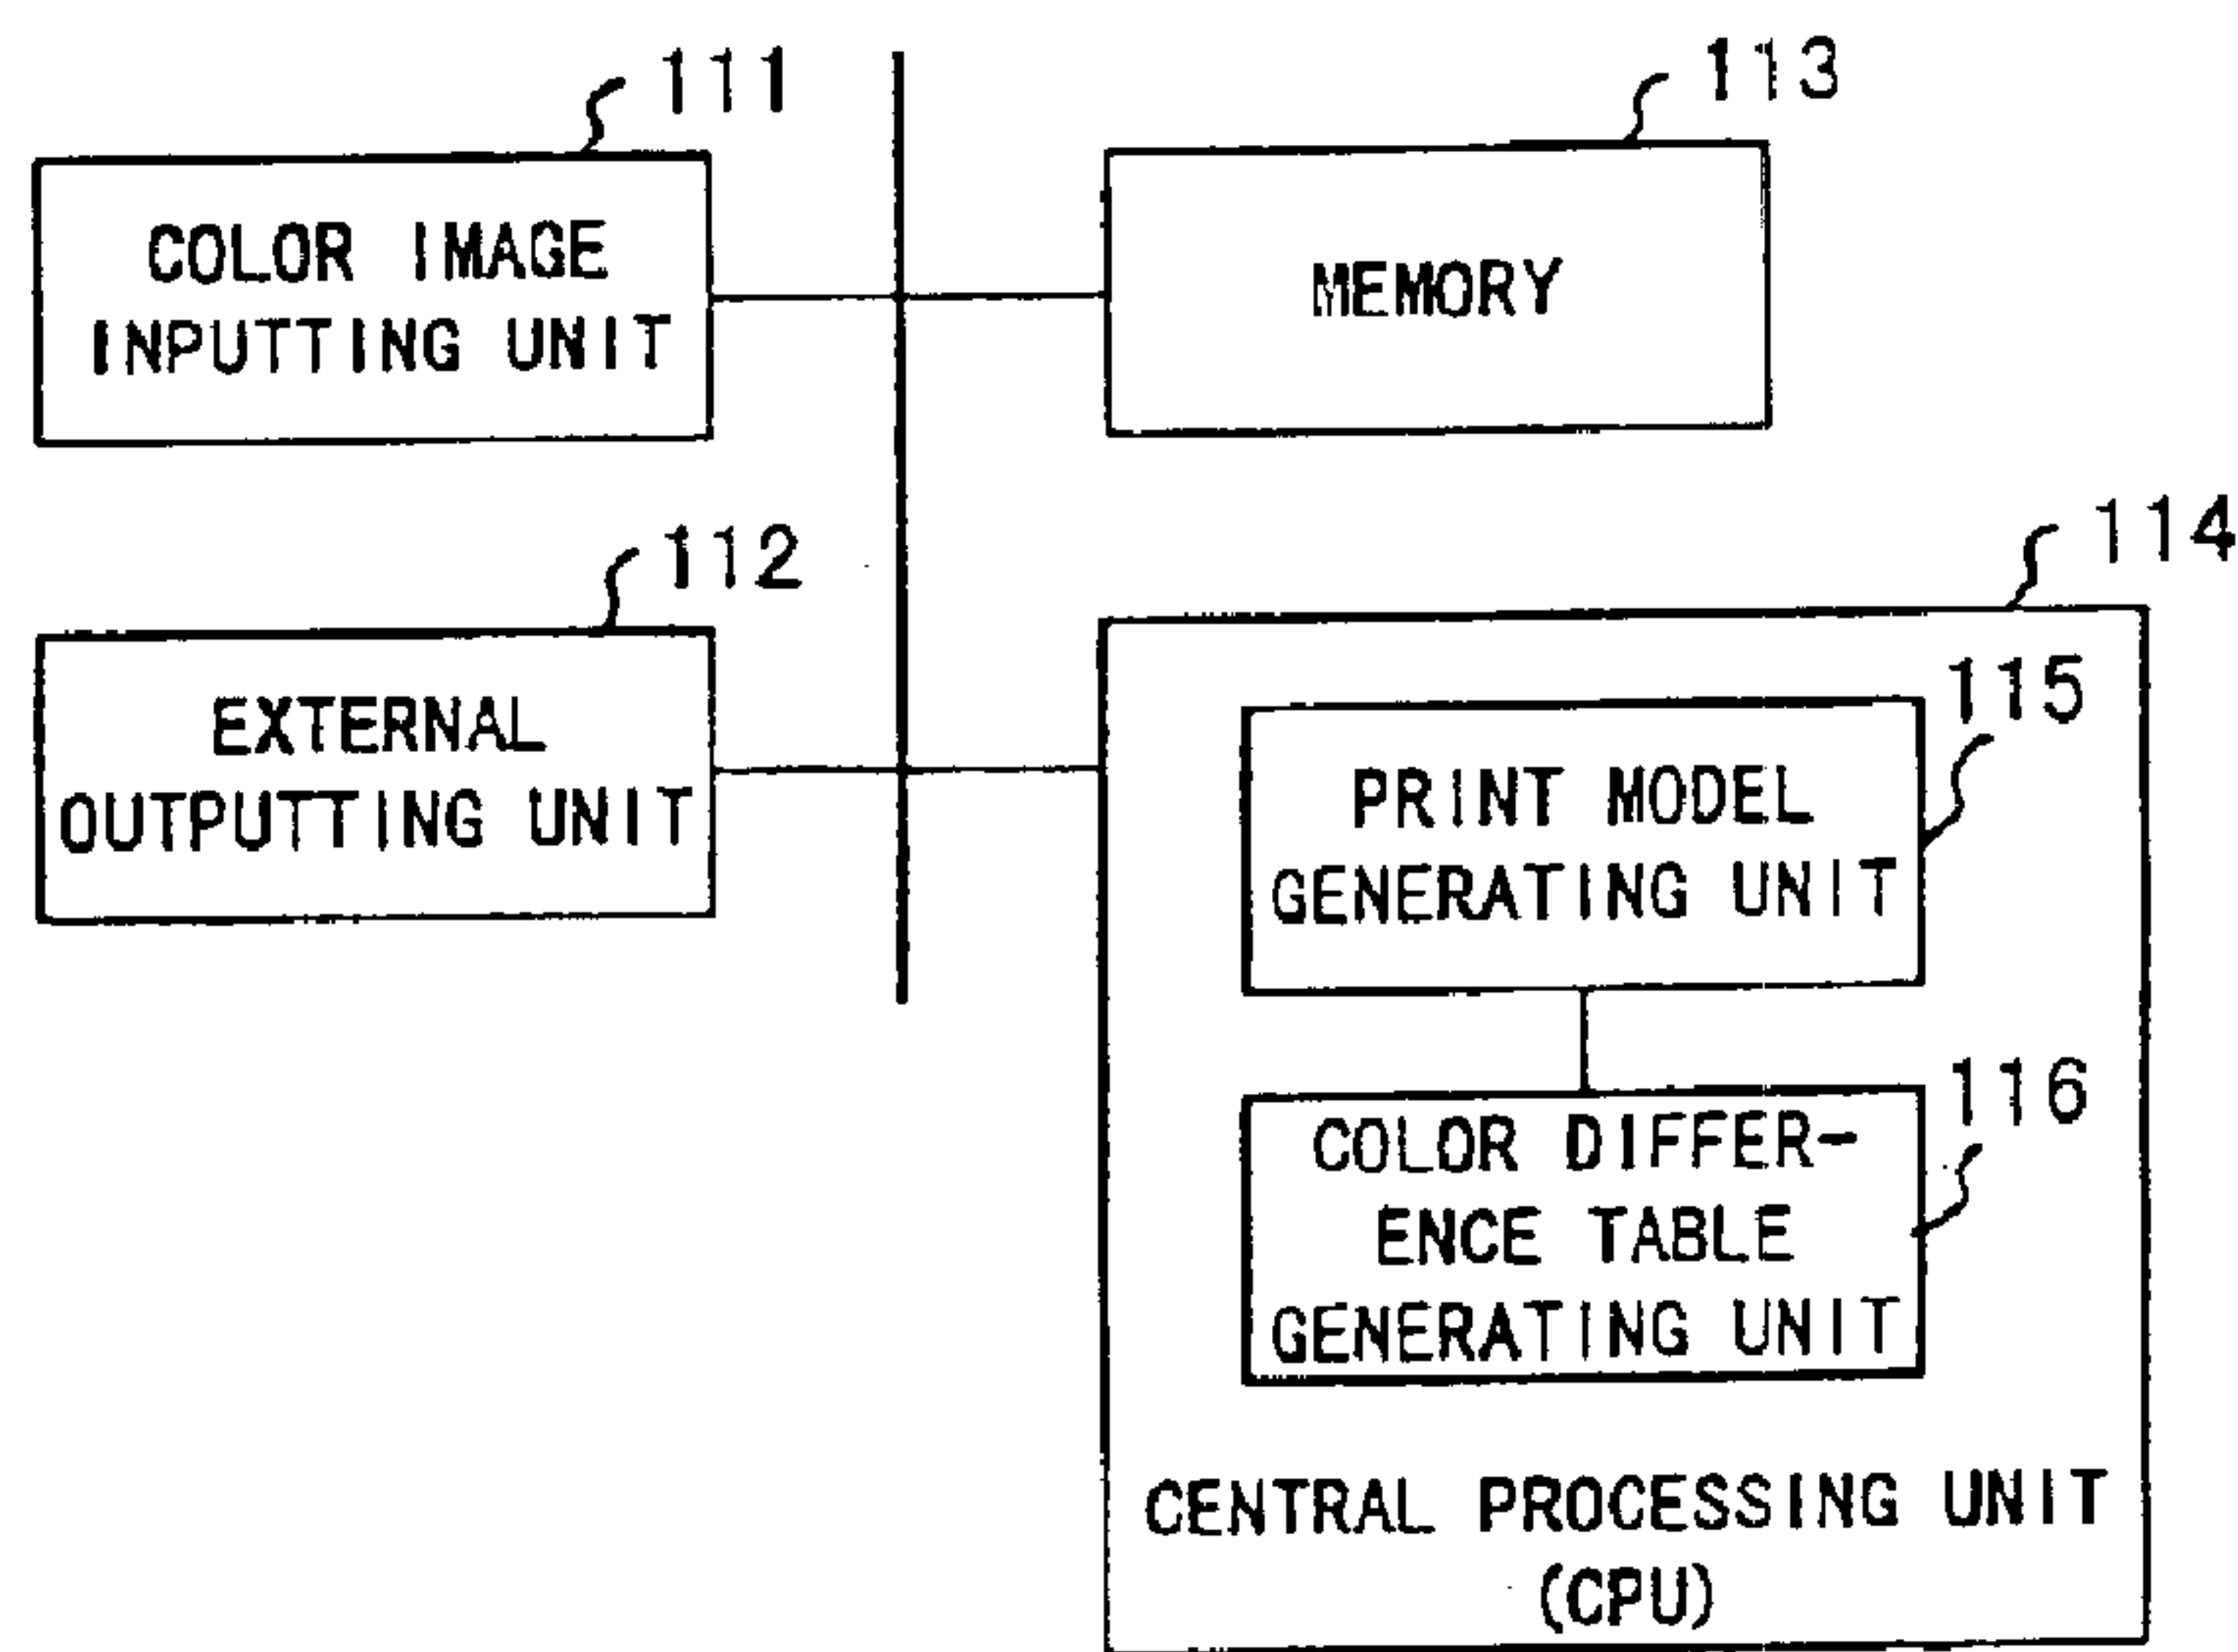 111
COLOR IMAGE
INPUTTING UNIT
113
MEMORY
112
EXTERNAL
OUTPUTTING UNIT
114
115
PRINT MODEL
GENERATING UNIT
116
COLOR DIFFER-
ENCE TABLE
GENERATING UNIT
CENTRAL PROCESSING UNIT
(CPU)